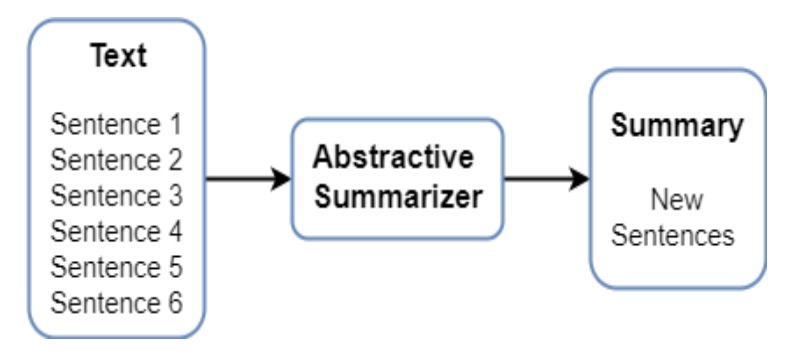 Text
Sentence 1
Sentence 2
Sentence 3
Sentence 4
Sentence 5
Sentence 6
Abstractive
Summarizer
Summary
New
Sentences